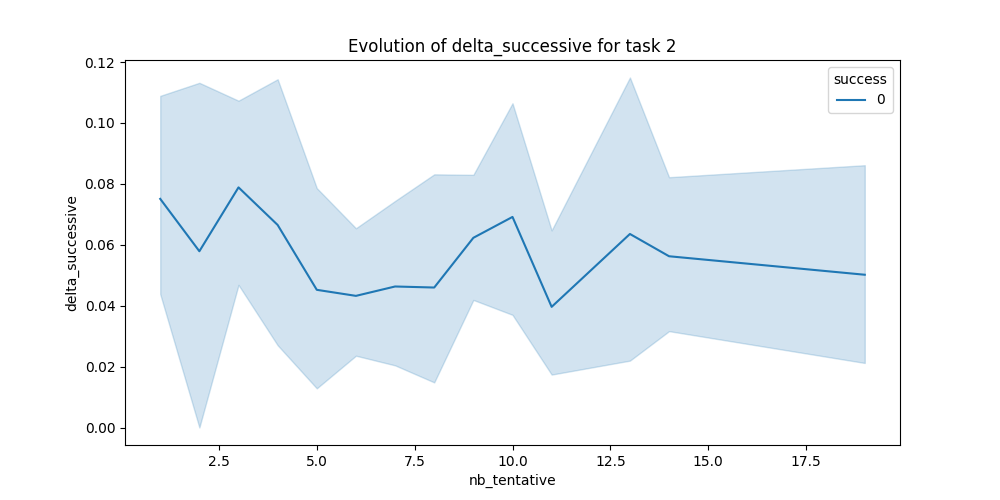 Evolution of delta_successive for task 2
success
0
0.12
0.10
0.08
0.06
0.04
0.02
0.00
delta_successive
2.5 5.0 7.5 10.0 12.5 15.0 17.5
nb_tentative